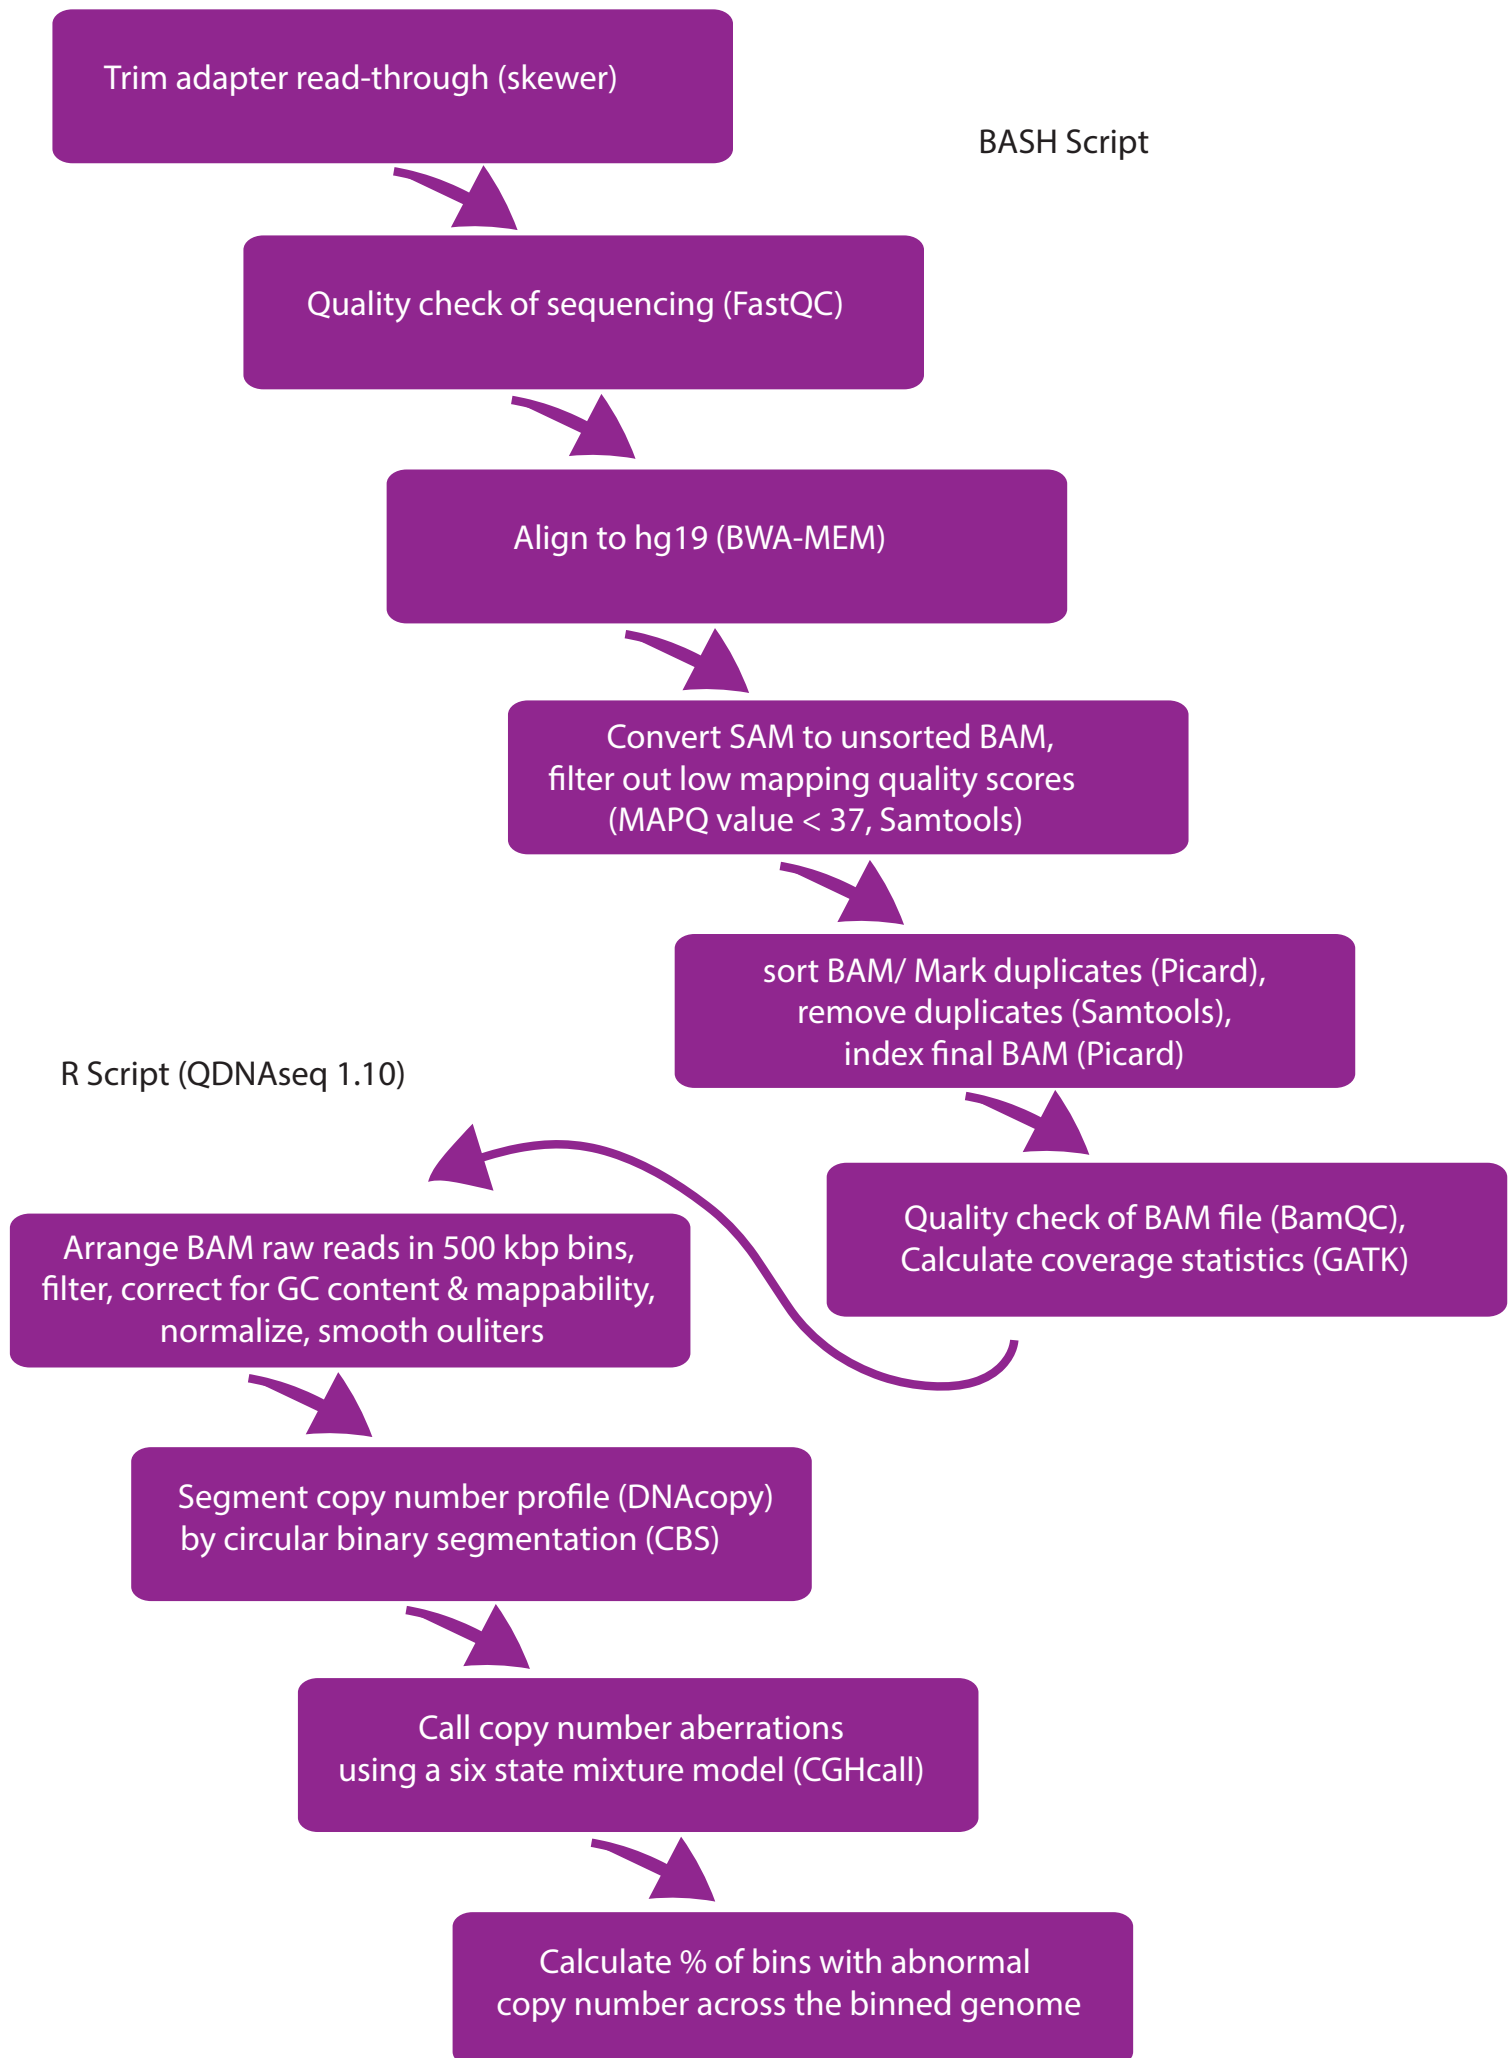 Trim adapter read-through (skewer)
BASH Script
Quality check of sequencing (FastQC)
Align to hg19 (BWA-MEM)
Convert SAM to unsorted BAM,
filter out low mapping quality scores
(MAPQ value < 37, Samtools)
sort BAM/ Mark duplicates (Picard),
remove duplicates (Samtools),
index final BAM (Picard)
Quality check of BAM file (BamQC),
Calculate coverage statistics (GATK)
R Script (QDNAseq 1.10)
Arrange BAM raw reads in 500 kbp bins,
filter, correct for GC content & mappability,
normalize, smooth ouliters
Segment copy number profile (DNAcopy)
by circular binary segmentation (CBS)
Call copy number aberrations
using a six state mixture model (CGHcall)
Calculate % of bins with abnormal
copy number across the binned genome